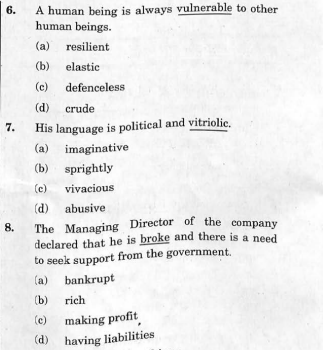 6. A human being is always vulnerable to other
human beings.
(a) resilient
(b) elastic
(c) defenceless
(d) crude
7. His language is political and vitriolic.
(a) imaginative
(b) sprightly
(c) vivacious
(d) abusive
8. The Managing Director of the company
declared that he is broke and there is a need
to seek support from the government.
(a) bankrupt
(b) rich
(c) making profit
(d) having liabilities